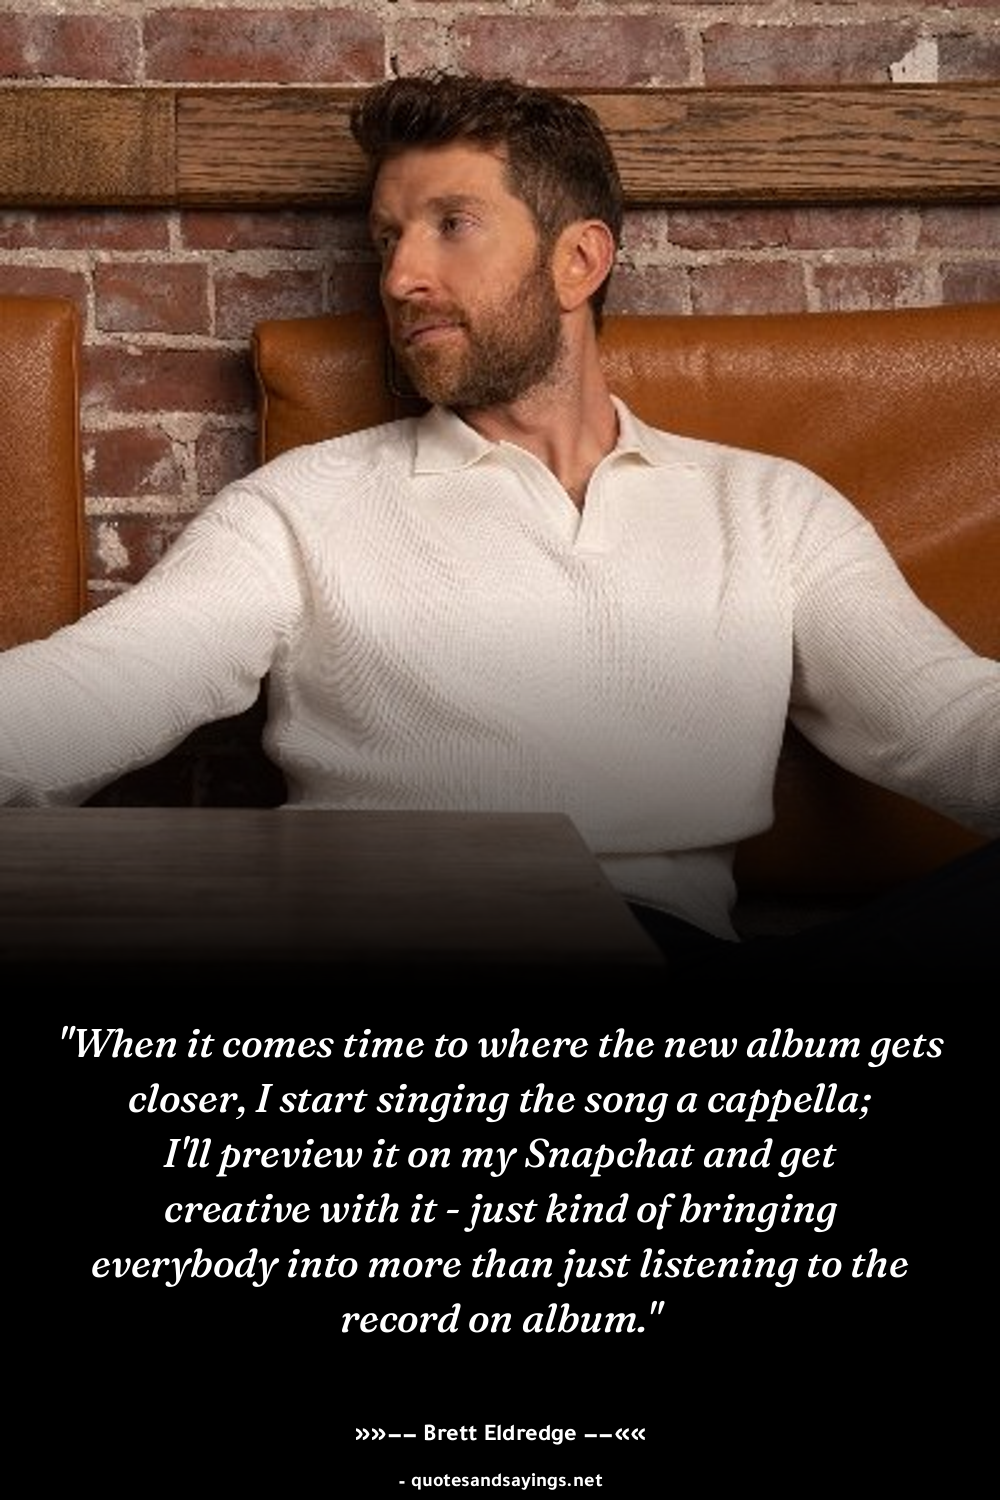 "When it comes time to where the new album gets
closer, I start singing the song a cappella;
I'll preview it on my Snapchat and get
creative with it - just kind of bringing
everybody into more than just listening to the
record on album."
»»–– Brett Eldredge ––««
- quotesandsayings.net